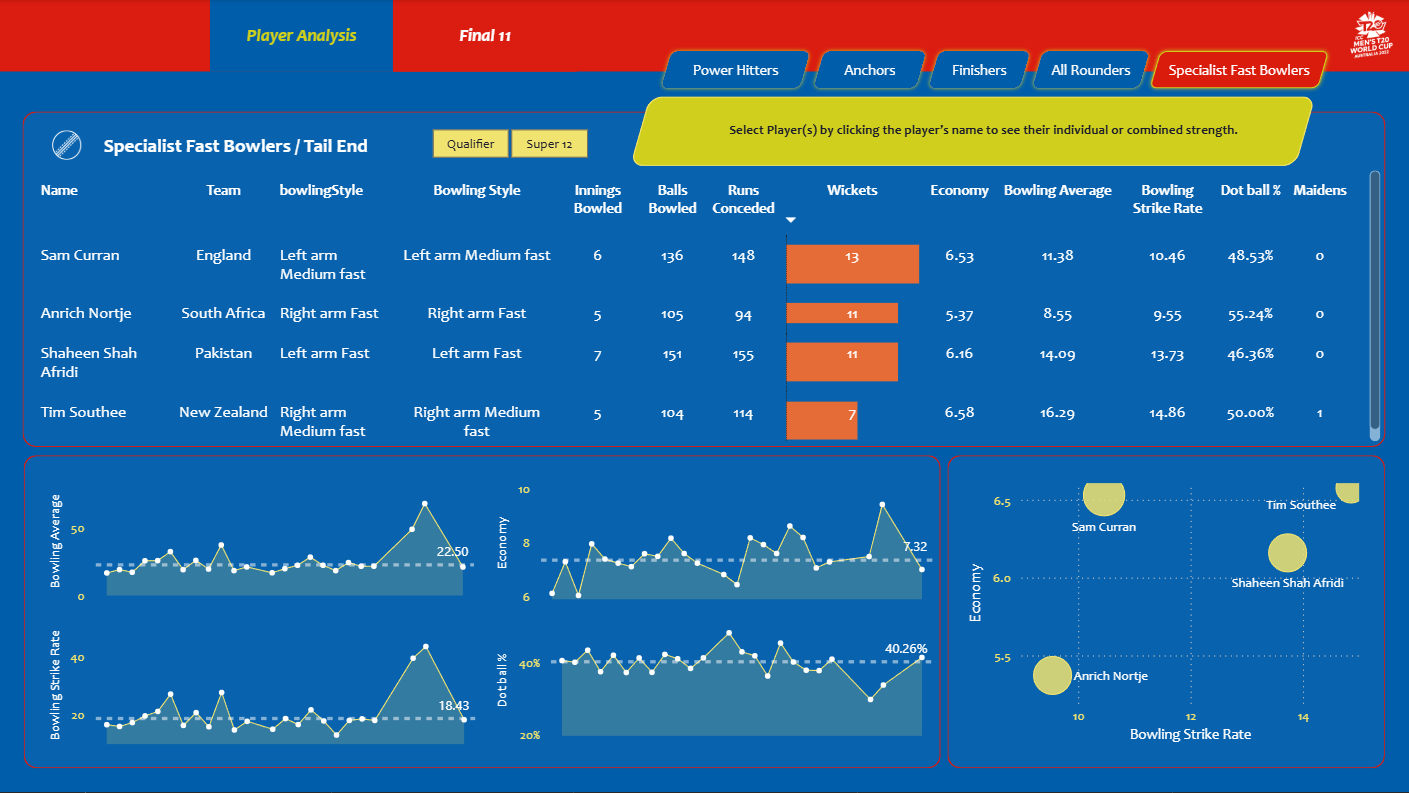 Player Analysis
Final 11
ICC
MEN'S T20
WORLD CUP
AUSTRALIA 2022
Power Hitters
Anchors
Finishers
All Rounders
Specialist Fast Bowlers
Select Player(s) by clicking the player's name to see their individual or combined strength.
Specialist Fast Bowlers / Tail End
Qualifier
Super 12
Name Team bowlingStyle Bowling Style Innings Balls Runs Wickets Economy Bowling Average Bowling Dot ball % Maidens
Bowled Bowled Conceded Strike Rate
Sam Curran England Left arm Left arm Medium fast 6 136 148 13 6.53 11.38 10.46 48.53% 0
Medium fast
Anrich Nortje South Africa Right arm Fast Right arm Fast 5 105 94 11 5.37 8.55 9.55 55.24% 0
Shaheen Shah Pakistan Left arm Fast Left arm Fast 7 151 155 11 6.16 14.09 13.73 46.36% 0
Afridi
Tim Southee New Zealand Right arm Right arm Medium 5 104 114 7 6.58 16.29 14.86 50.00% 1
Medium fast fast
Bowling Average
50
0
22.50
Economy
10
8
6
7.32
Bowling Strike Rate
40
20
18.43
Dot ball %
40%
20%
40.26%
Economy
6.5
6.0
5.5
Sam Curran
Tim Southee
Shaheen Shah Afridi
Anrich Nortje
10 12 14
Bowling Strike Rate